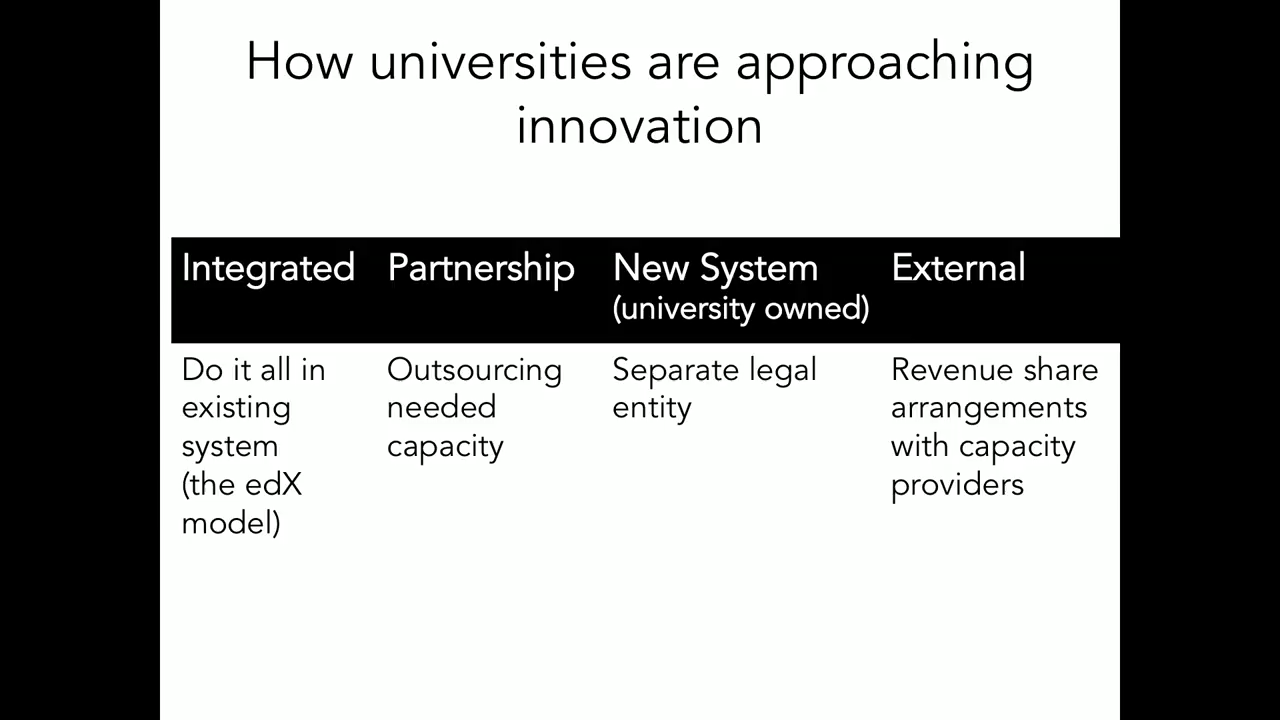 How universities are approaching
innovation
Integrated
Partnership
New System
(university owned)
External
Do it all in
existing
system
(the edX
model)
Outsourcing
needed
capacity
Separate legal
entity
Revenue share
arrangements
with capacity
providers